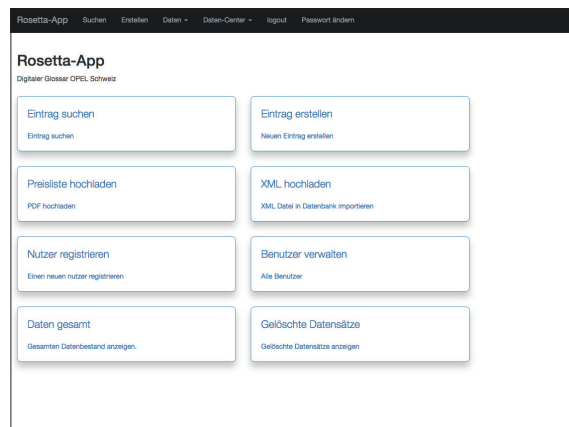 Rosetta-App Suchen Erstellen Daten Daten-Center logout Passwort ändern
Rosetta-App
Digitaler Glossar OPEL Schweiz
Eintrag suchen
Eintrag suchen
Eintrag erstellen
Neuen Eintrag erstellen
Preisliste hochladen
PDF hochladen
XML hochladen
XML Datei in Datenbank importieren
Nutzer registrieren
Einen neuen nutzer registrieren
Benutzer verwalten
Alle Benutzer
Daten gesamt
Gesamten Datenbestand anzeigen.
Gelöschte Datensätze
Gelöschte Datensätze anzeigen